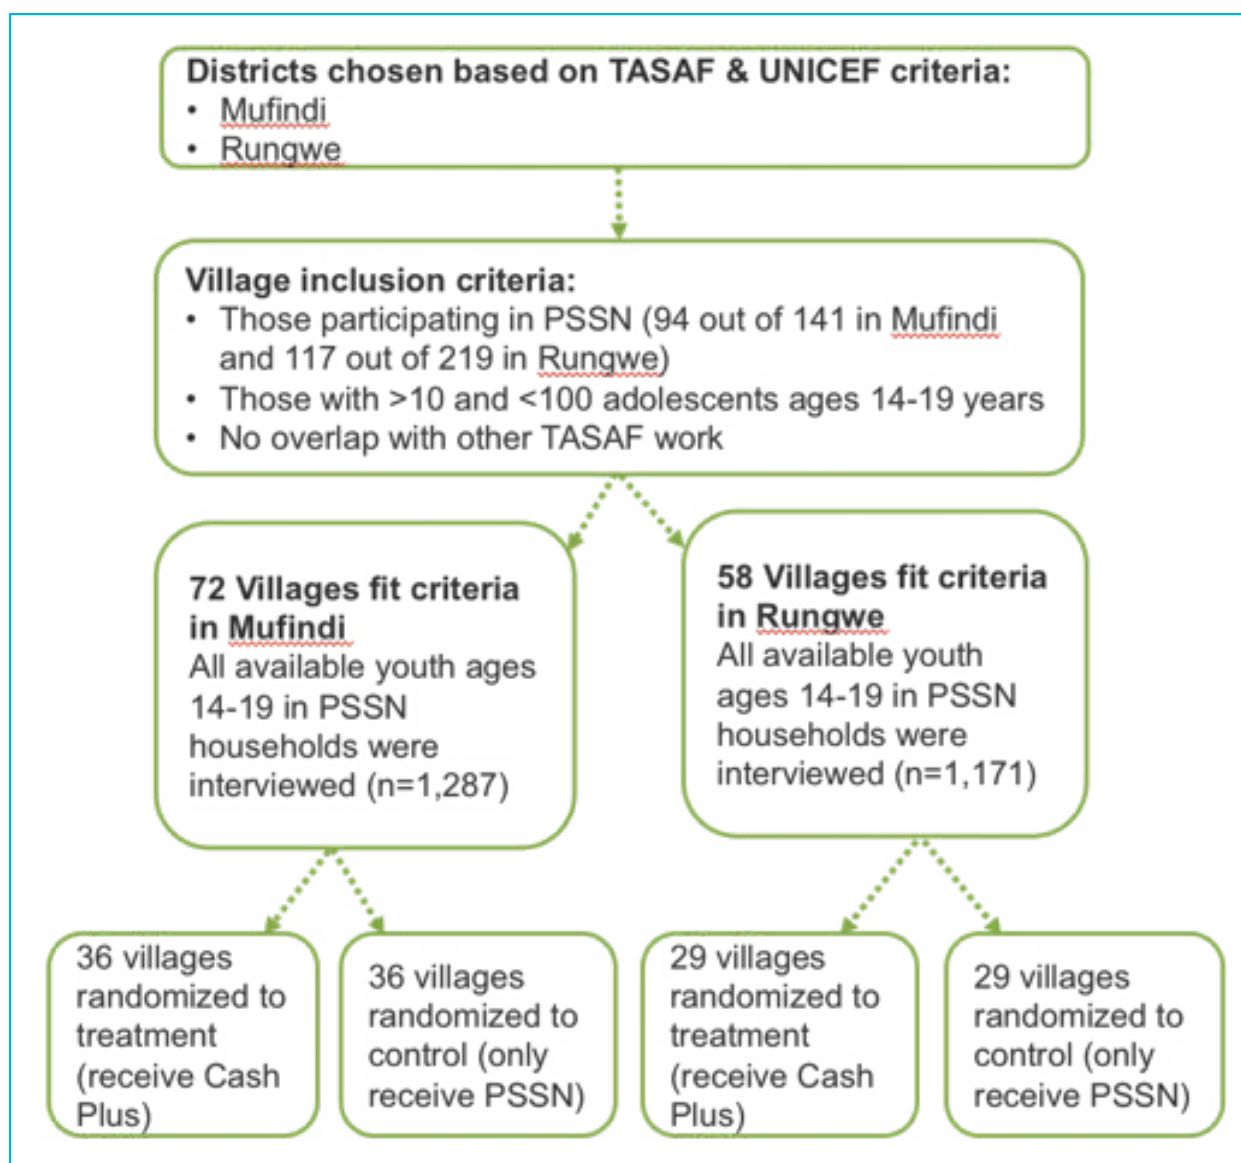 Districts chosen based on TASAF & UNICEF criteria:
• Mufindi
• Rungwe
Village inclusion criteria:
• Those participating in PSSN (94 out of 141 in Mufindi
and 117 out of 219 in Rungwe)
• Those with >10 and <100 adolescents ages 14-19 years
• No overlap with other TASAF work
72 Villages fit criteria
in Mufindi
All available youth ages
14-19 in PSSN
households were
interviewed (n=1,287)
58 Villages fit criteria
in Rungwe
All available youth
ages 14-19 in PSSN
households were
interviewed (n=1,171)
36 villages
randomized to
treatment
(receive Cash
Plus)
36 villages
randomized to
control (only
receive PSSN)
29 villages
randomized to
treatment
(receive Cash
Plus)
29 villages
randomized to
control (only
receive PSSN)